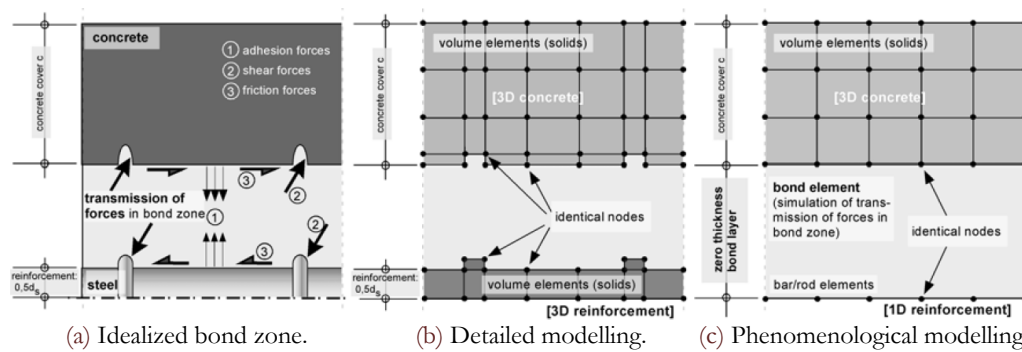 concrete
① adhesion forces
② shear forces
③ friction forces
concrete cover c
③
②
transmission of
forces in bond zone
①
②
③
reinforcement:
0,5dₛ
steel
(a) Idealized bond zone.
volume elements (solids)
concrete cover c
[3D concrete]
identical nodes
reinforcement:
0,5dₛ
volume elements (solids)
[3D reinforcement]
(b) Detailed modelling.
volume elements (solids)
concrete cover c
[3D concrete]
zero thickness
bond layer
bond element
(simulation of trans-
mission of forces in
bond zone)
identical nodes
bar/rod elements
[1D reinforcement]
(c) Phenomenological modelling